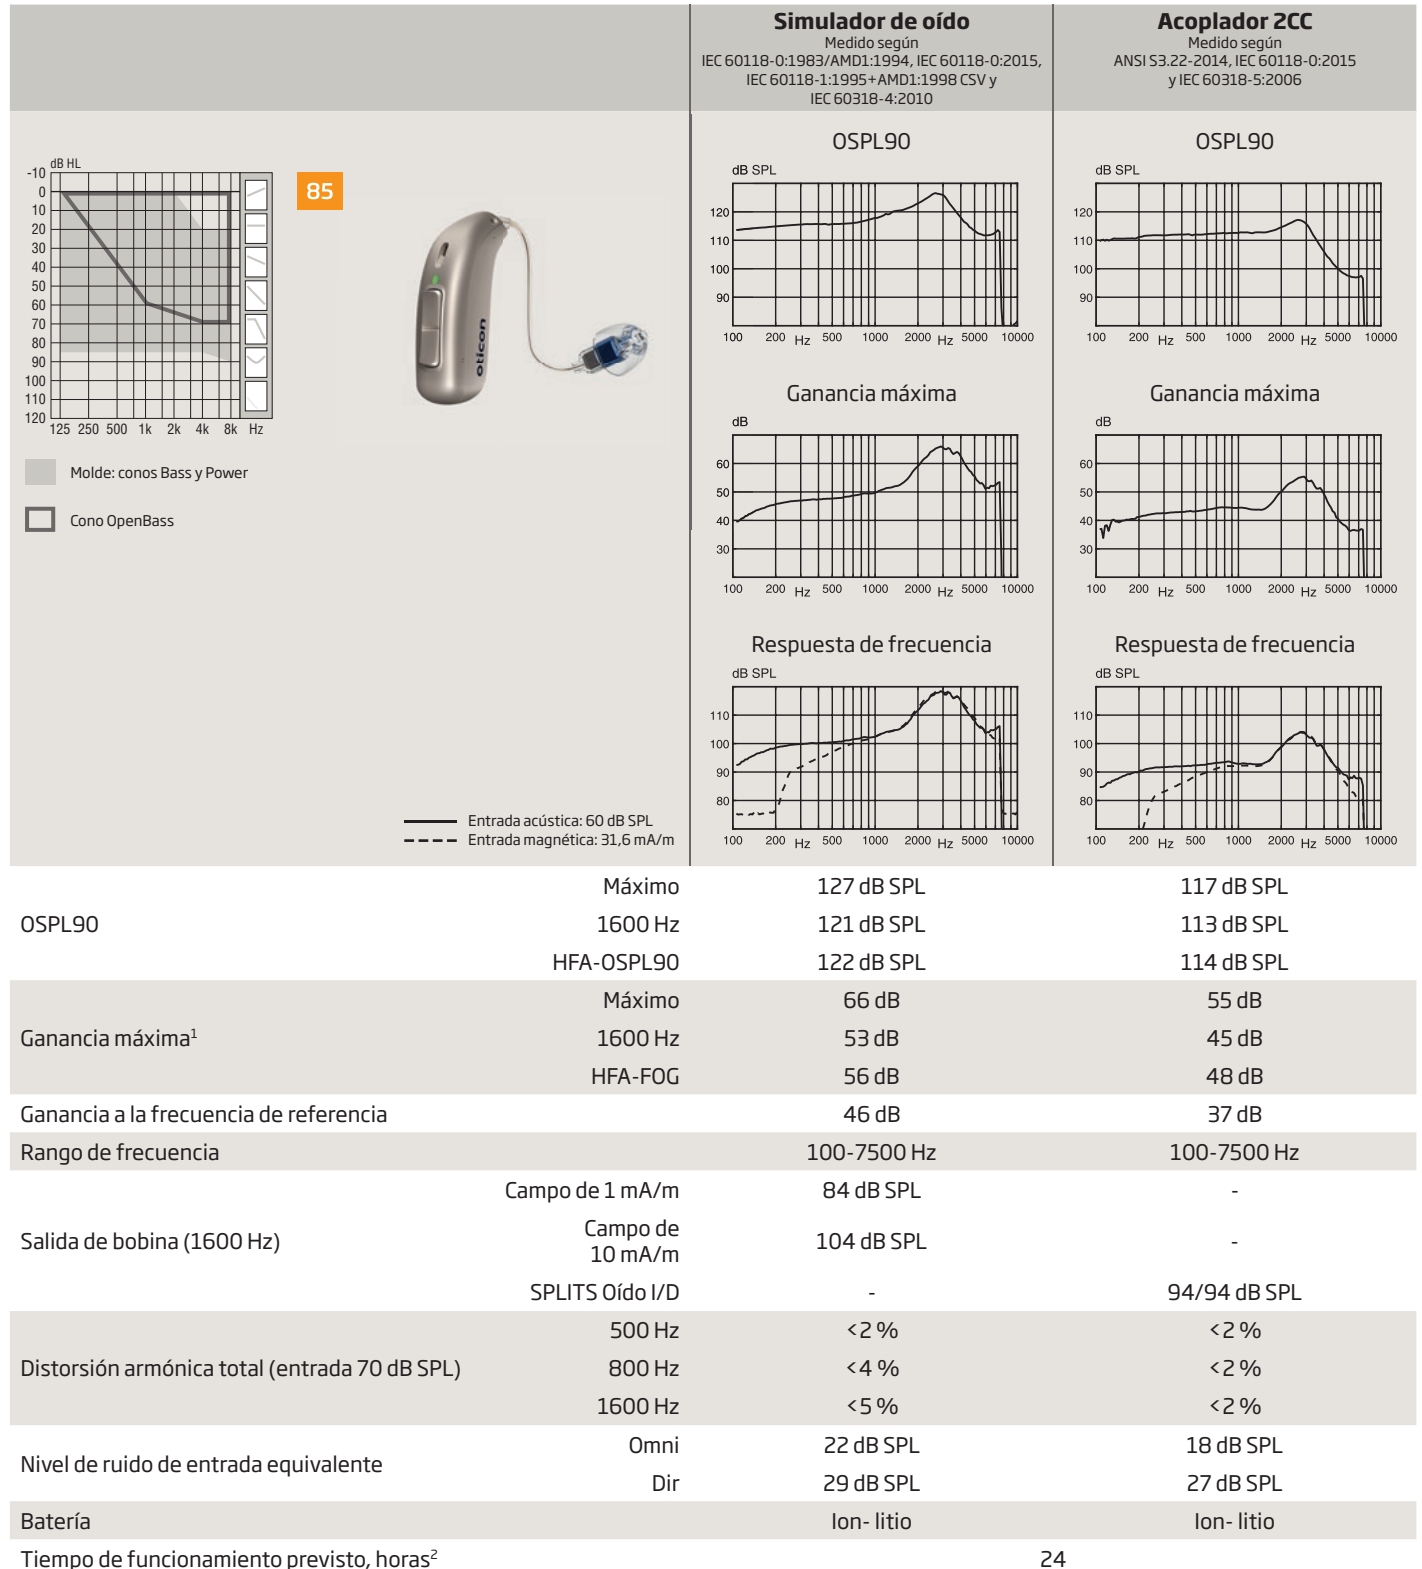 Simulador de oído
Medido según
IEC 60118-0:1983/AMD1:1994, IEC 60118-0:2015,
IEC 60118-1:1995+AMD1:1998 CSV y
IEC 60318-4:2010
Acoplador 2CC
Medido según
ANSI S3.22-2014, IEC 60118-0:2015
y IEC 60318-5:2006
dB HL
-10
0
10
20
30
40
50
60
70
80
90
100
110
120
125 250 500 1k 2k 4k 8k Hz
85
oticon
Molde: conos Bass y Power
Cono OpenBass
Entrada acústica: 60 dB SPL
Entrada magnética: 31,6 mA/m
OSPL90
dB SPL
120
110
100
90
100 200 Hz 500 1000 2000 Hz 5000 10000
Ganancia máxima
dB
60
50
40
30
100 200 Hz 500 1000 2000 Hz 5000 10000
Respuesta de frecuencia
dB SPL
110
100
90
80
100 200 Hz 500 1000 2000 Hz 5000 10000
OSPL90
dB SPL
120
110
100
90
100 200 Hz 500 1000 2000 Hz 5000 10000
Ganancia máxima
dB
60
50
40
30
100 200 Hz 500 1000 2000 Hz 5000 10000
Respuesta de frecuencia
dB SPL
110
100
90
80
100 200 Hz 500 1000 2000 Hz 5000 10000
Máximo 127 dB SPL 117 dB SPL
OSPL90 1600 Hz 121 dB SPL 113 dB SPL
HFA-OSPL90 122 dB SPL 114 dB SPL
Máximo 66 dB 55 dB
Ganancia máxima¹ 1600 Hz 53 dB 45 dB
HFA-FOG 56 dB 48 dB
Ganancia a la frecuencia de referencia 46 dB 37 dB
Rango de frecuencia 100-7500 Hz 100-7500 Hz
Campo de 1 mA/m 84 dB SPL -
Salida de bobina (1600 Hz) Campo de
10 mA/m 104 dB SPL -
SPLITS Oído I/D - 94/94 dB SPL
500 Hz <2 % <2 %
Distorsión armónica total (entrada 70 dB SPL) 800 Hz <4 % <2 %
1600 Hz <5 % <2 %
Omni 22 dB SPL 18 dB SPL
Nivel de ruido de entrada equivalente
Dir 29 dB SPL 27 dB SPL
Batería Ion- litio Ion- litio
Tiempo de funcionamiento previsto, horas² 24